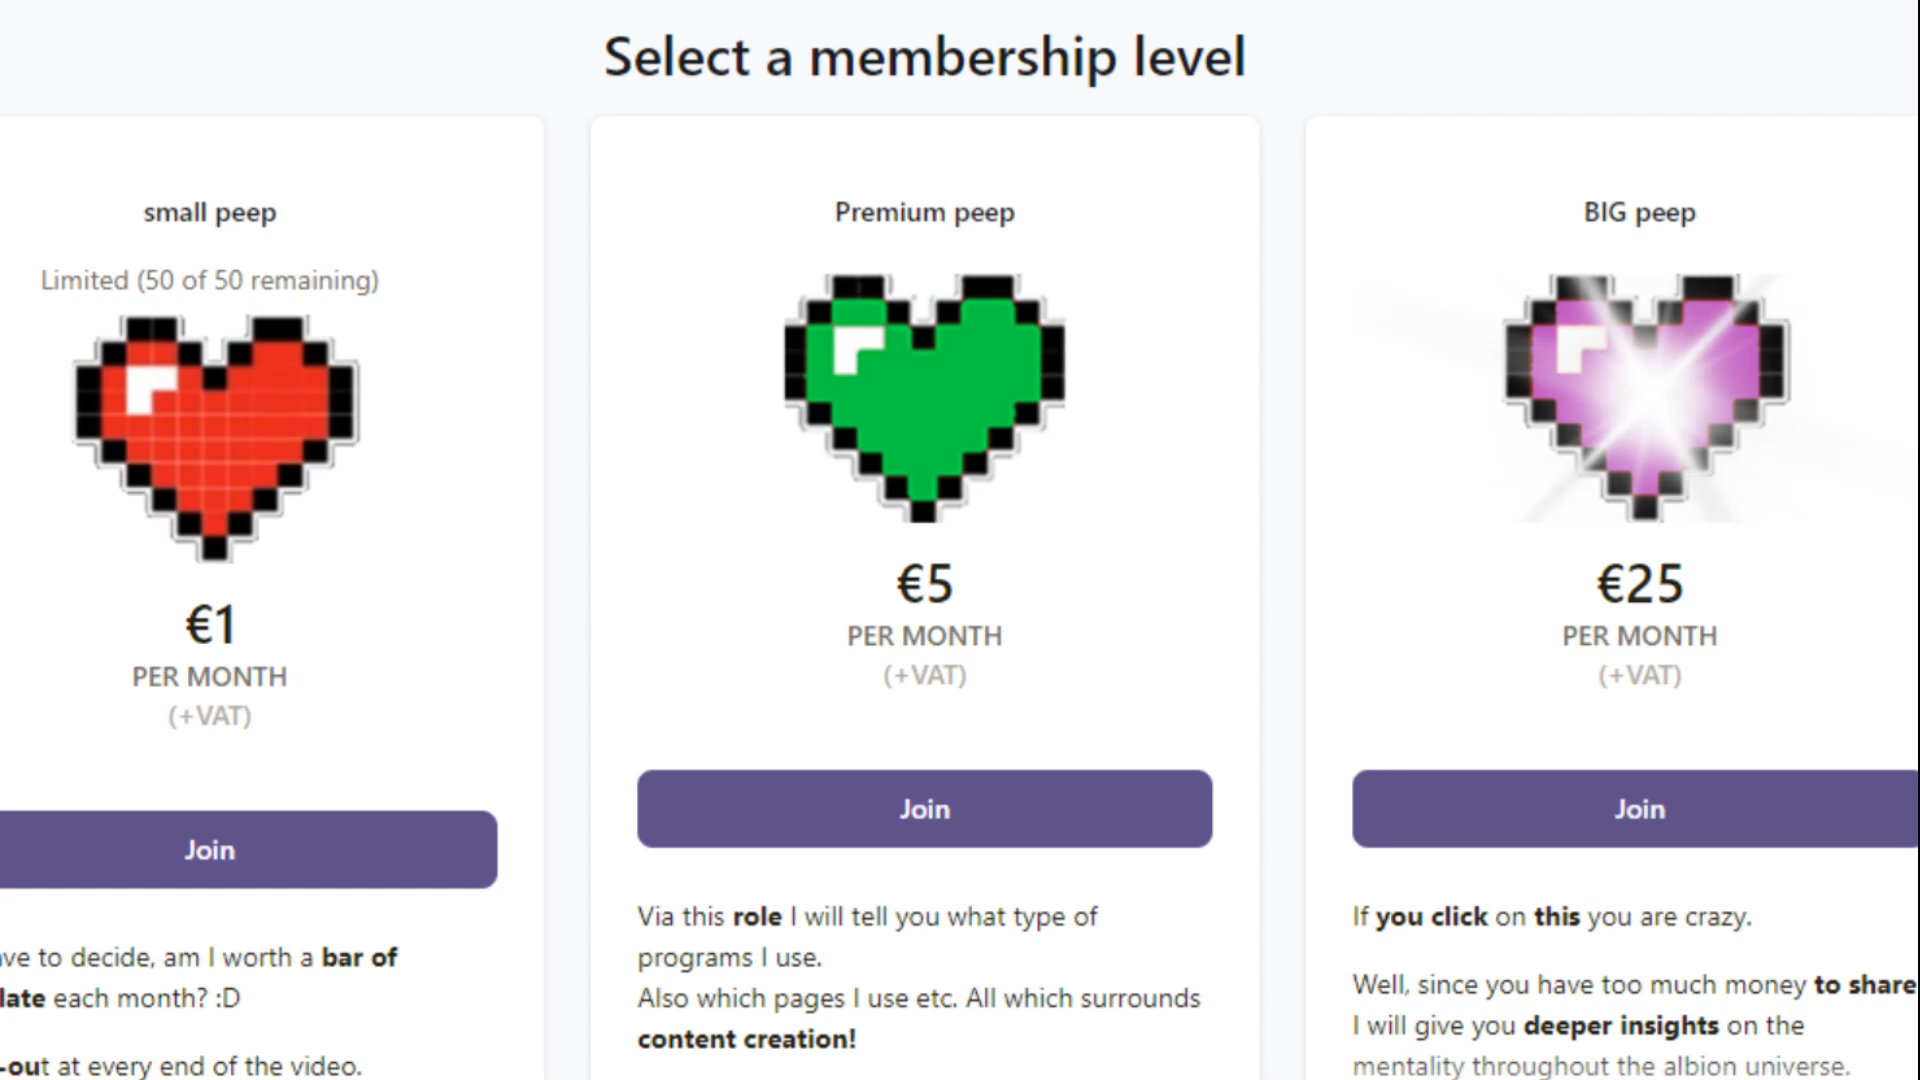 Select a membership level
small peep
Limited (50 of 50 remaining)
€1
PER MONTH
(+VAT)
Join
to decide, am I worth a bar of
each month? :D
at every end of the video.
Premium peep
€5
PER MONTH
(+VAT)
Join
Via this role I will tell you what type of
programs I use.
Also which pages I use etc. All which surrounds
content creation!
BIG peep
€25
PER MONTH
(+VAT)
Join
If you click on this you are crazy.
Well, since you have too much money to share
I will give you deeper insights on the
mentality throughout the albion universe.